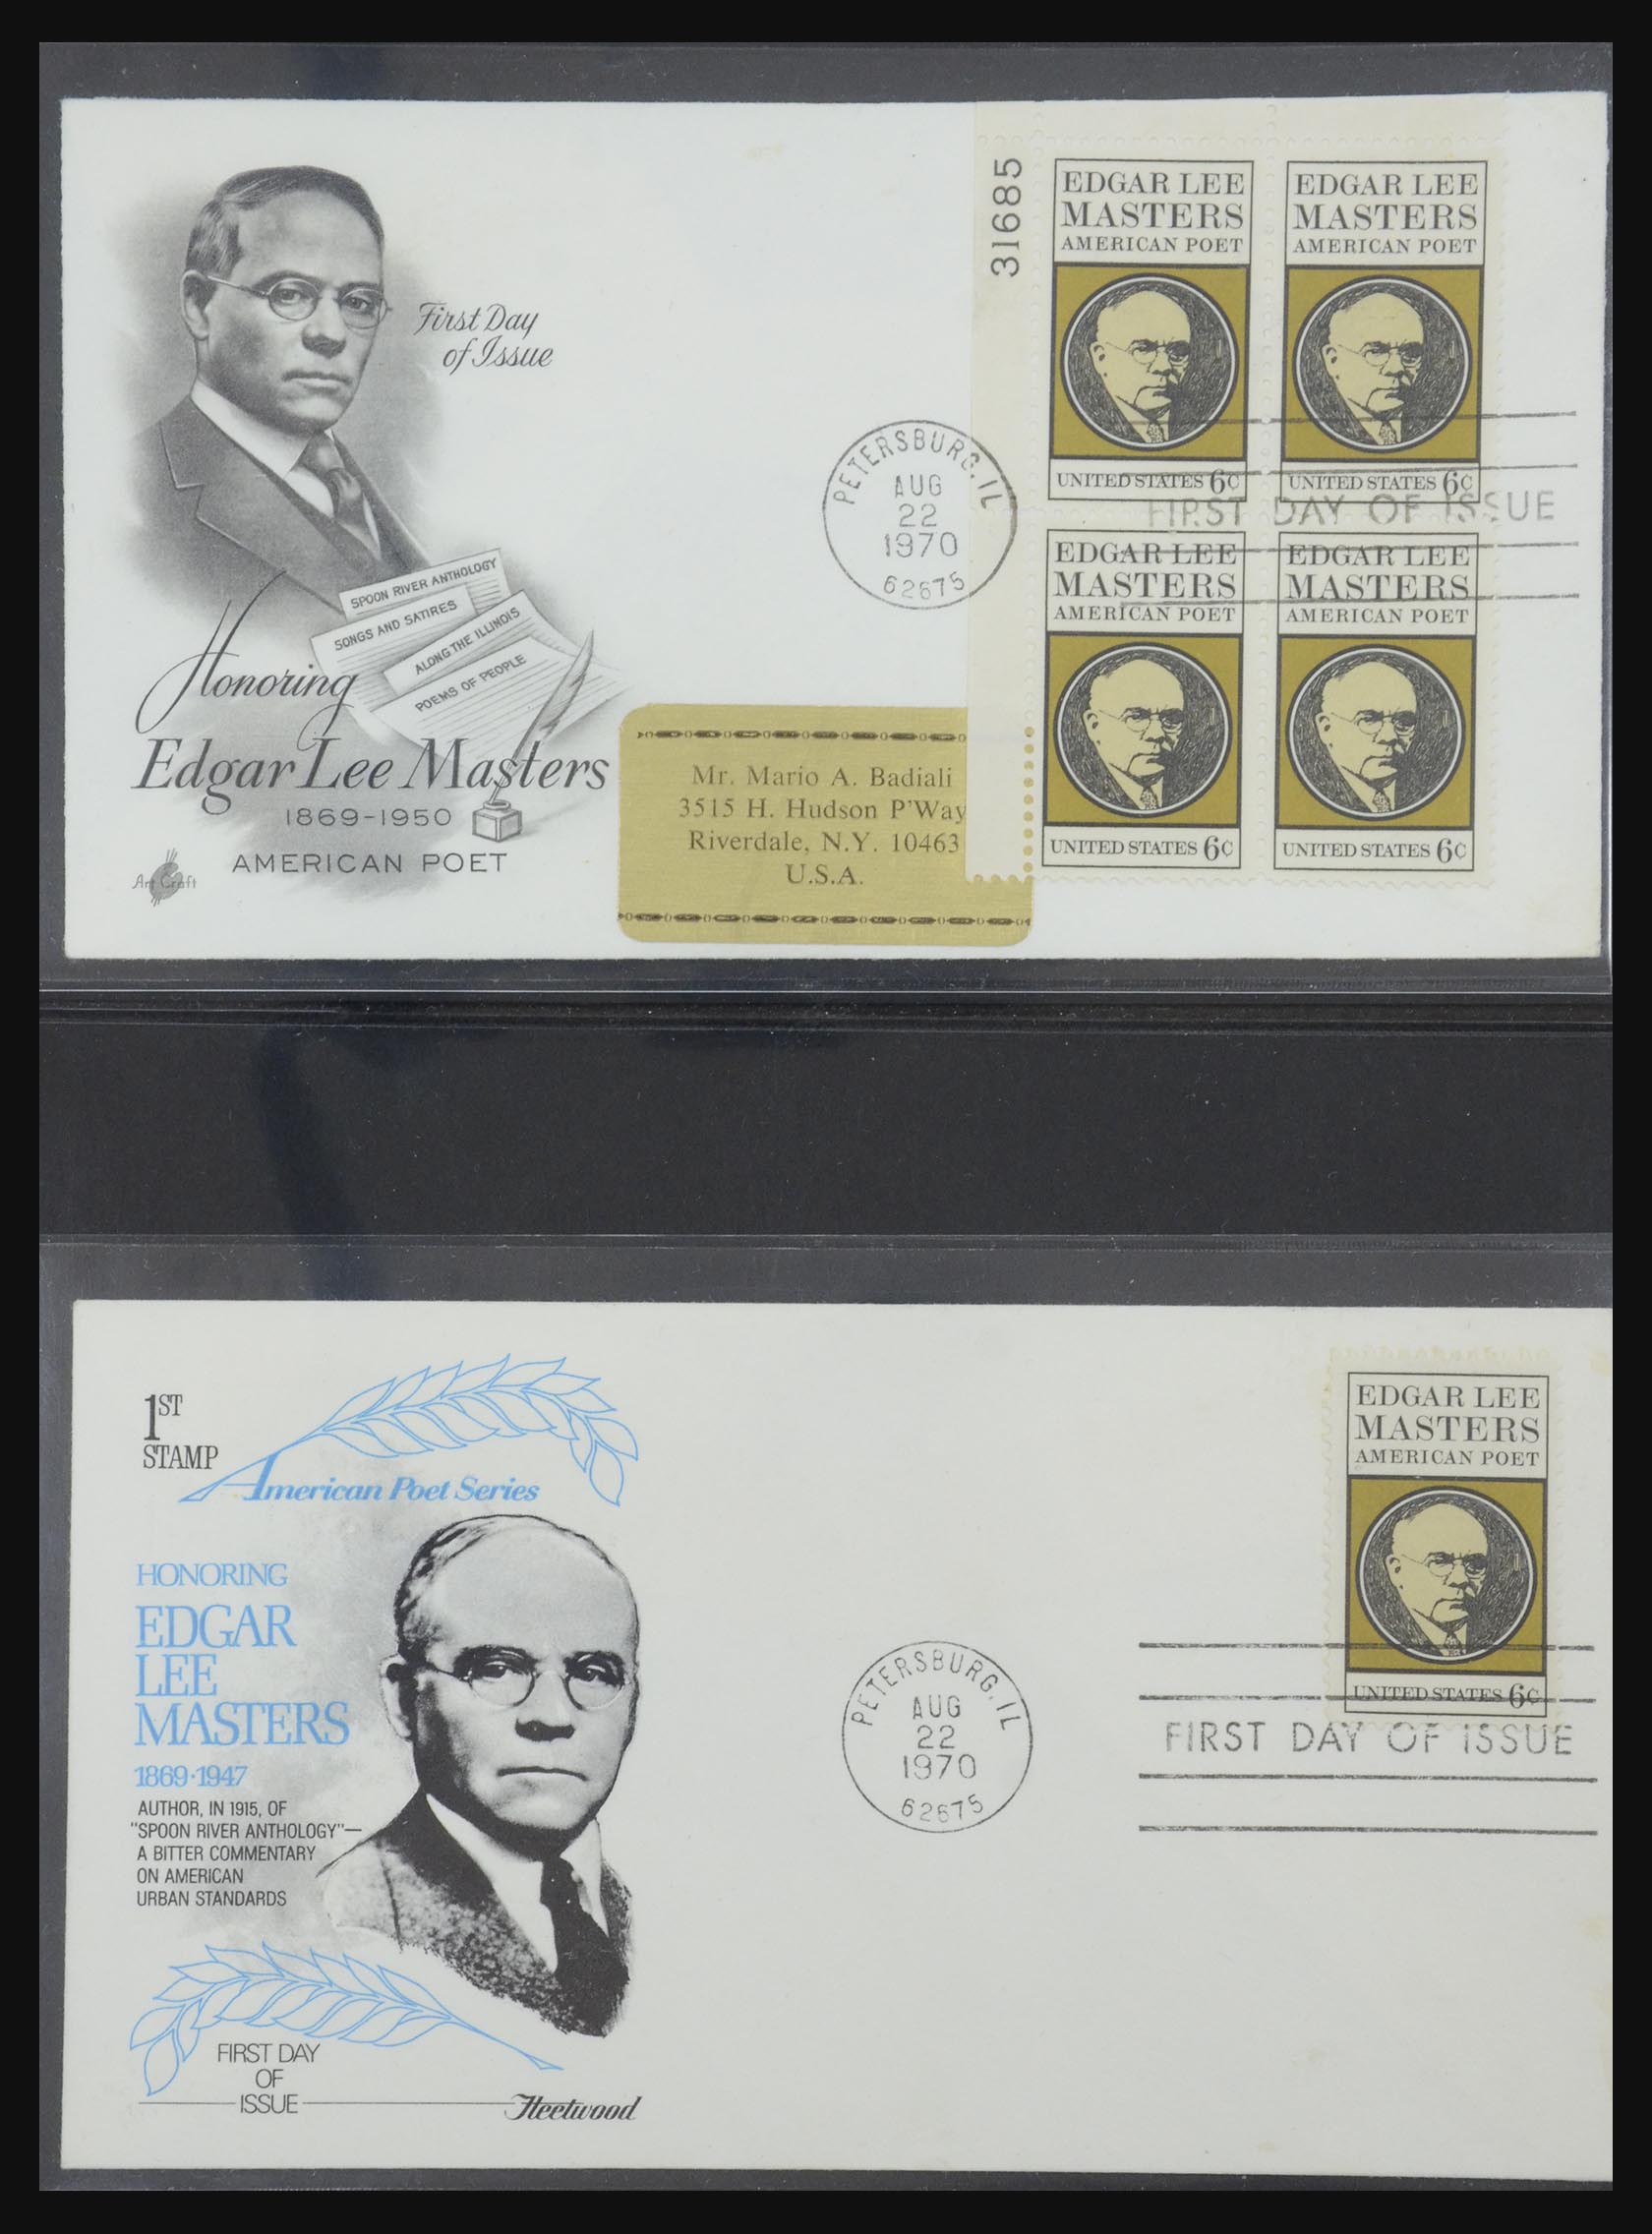 First Day
of Issue
SPOON RIVER ANTHOLOGY
SONGS AND SATIRES
ALONG THE ILLINOIS
POEMS OF PEOPLE
Honoring
Edgar Lee Masters
1869-1950
AMERICAN POET
Art Craft
PETERSBURG, IL
AUG
22
1970
62675
Mr. Mario A. Badiali
3515 H. Hudson P'Way
Riverdale, N.Y. 10463
U.S.A.
31685
EDGAR LEE
MASTERS
AMERICAN POET
UNITED STATES 6c
EDGAR LEE
MASTERS
AMERICAN POET
UNITED STATES 6c
FIRST DAY OF ISSUE
EDGAR LEE
MASTERS
AMERICAN POET
UNITED STATES 6c
EDGAR LEE
MASTERS
AMERICAN POET
UNITED STATES 6c
1ST
STAMP
American Poet Series
HONORING
EDGAR
LEE
MASTERS
1869·1947
AUTHOR, IN 1915, OF
"SPOON RIVER ANTHOLOGY"—
A BITTER COMMENTARY
ON AMERICAN
URBAN STANDARDS
FIRST DAY
OF
ISSUE
Fleetwood
PETERSBURG, IL
AUG
22
1970
62675
EDGAR LEE
MASTERS
AMERICAN POET
UNITED STATES 6c
FIRST DAY OF ISSUE